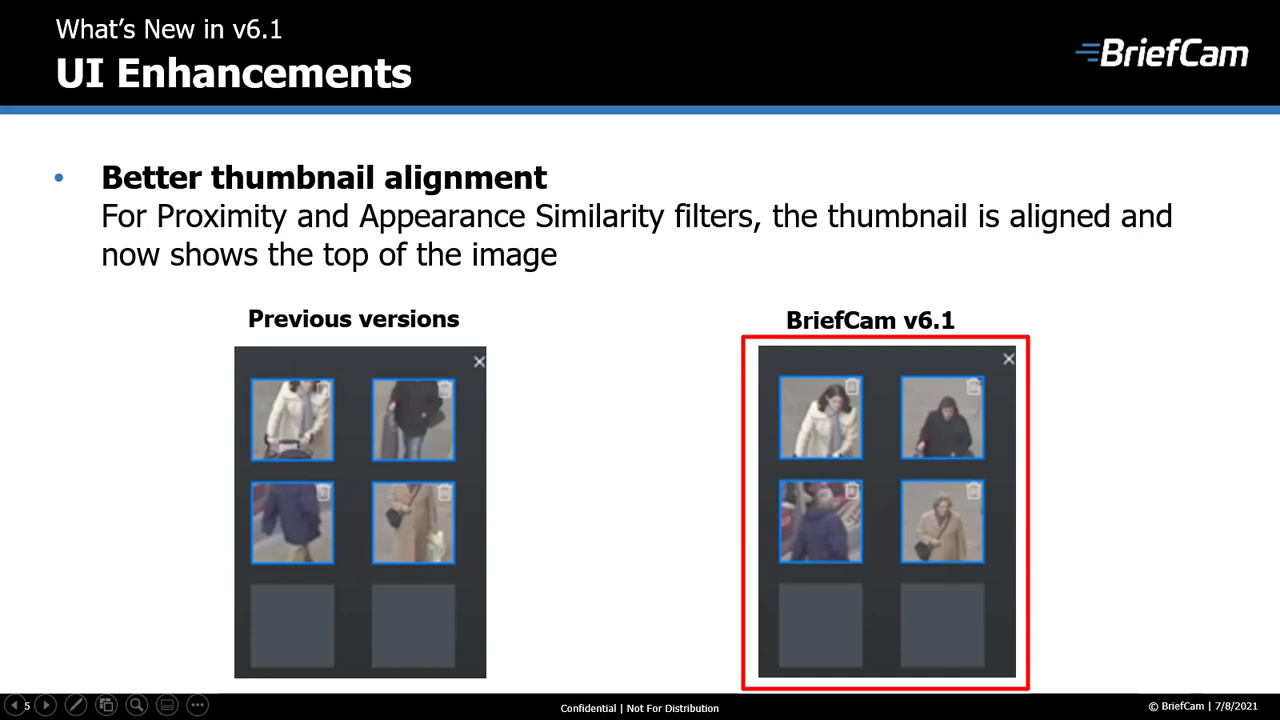 What's New in v6.1
UI Enhancements
BriefCam
• Better thumbnail alignment
For Proximity and Appearance Similarity filters, the thumbnail is aligned and
now shows the top of the image
Previous versions
BriefCam v6.1
5
Confidential | Not For Distribution
© BriefCam | 7/8/2021